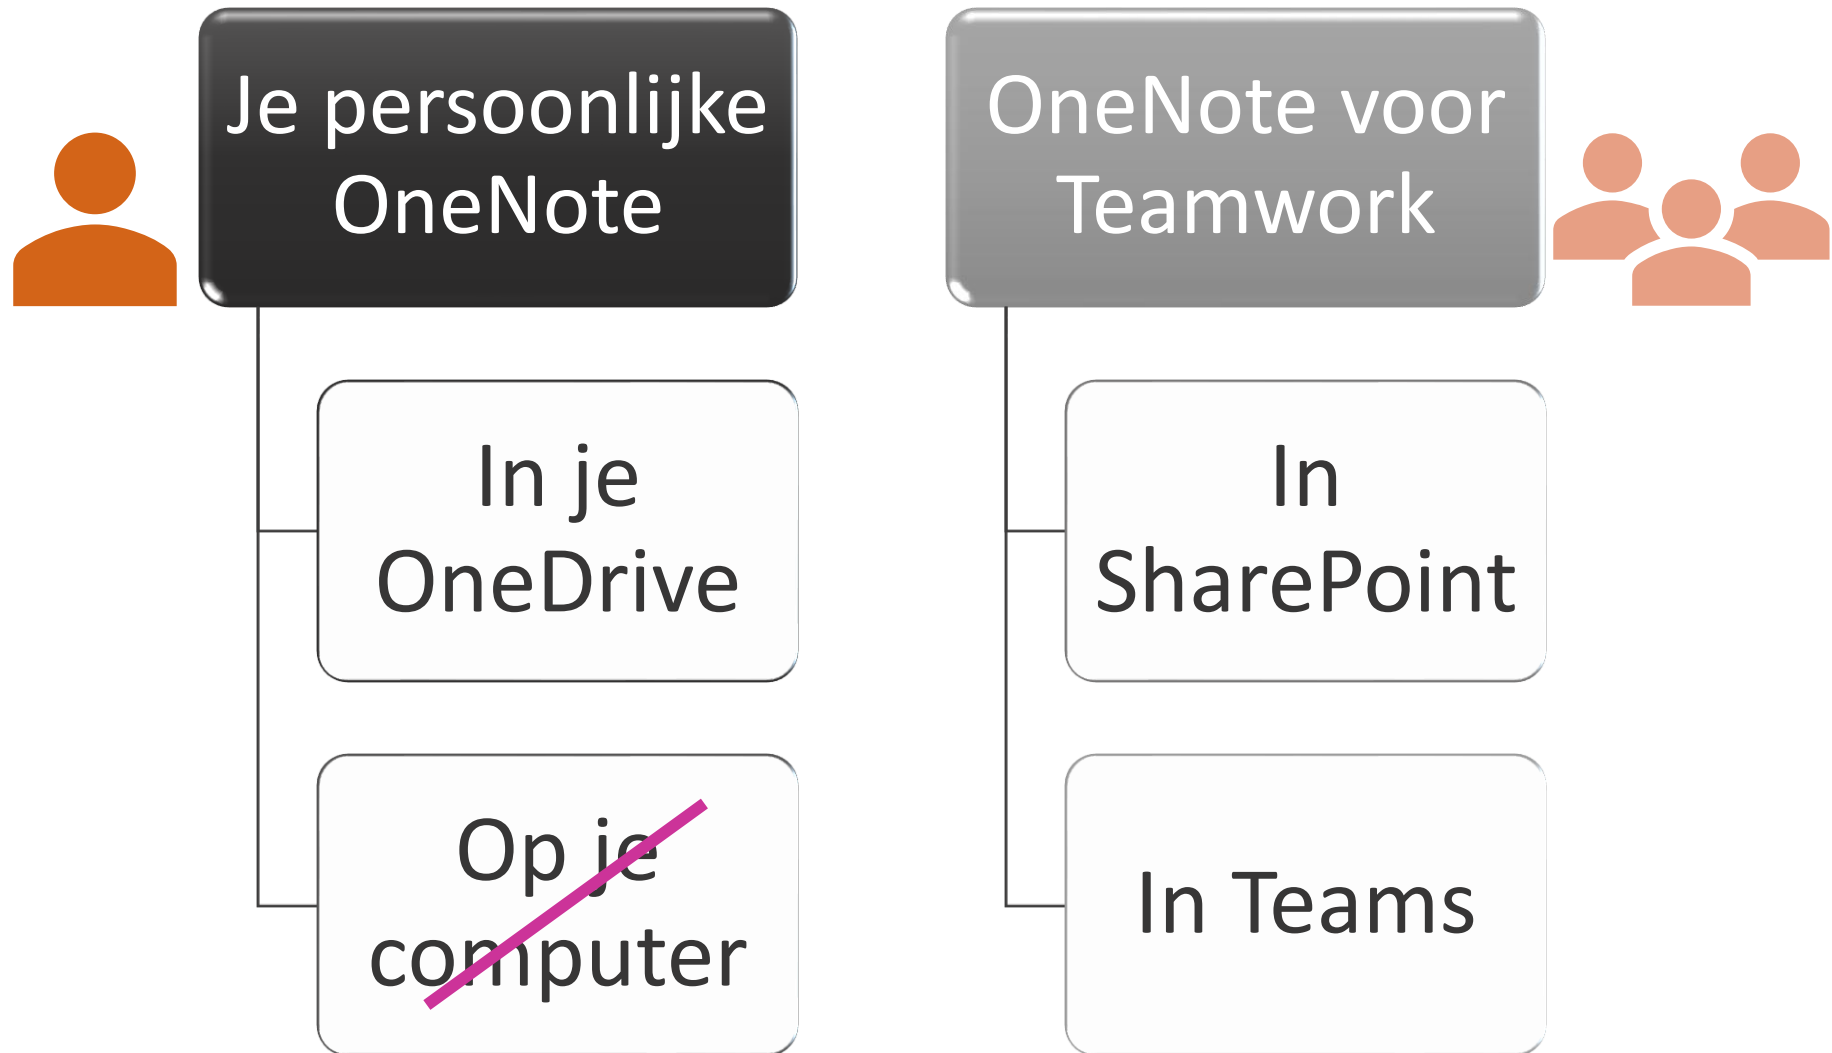 Je persoonlijke
OneNote
In je
OneDrive
Op je
computer
OneNote voor
Teamwork
In
SharePoint
In Teams